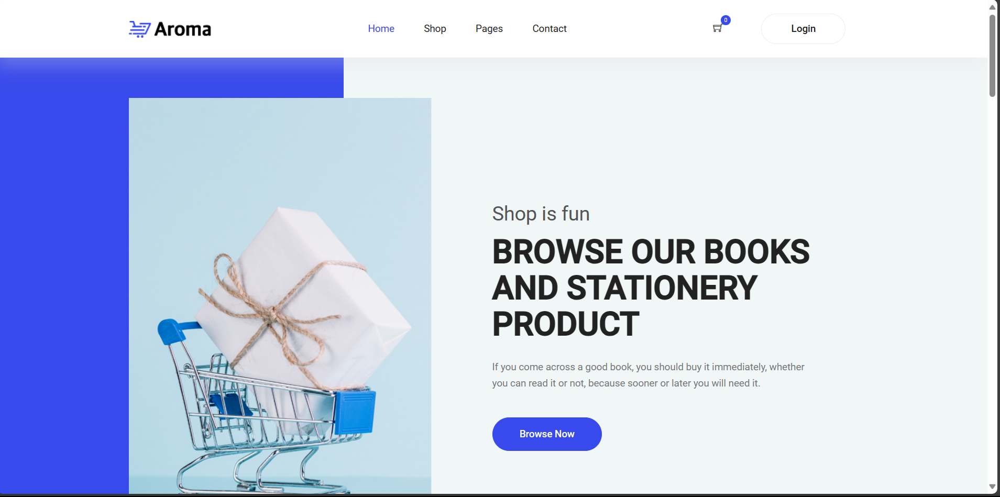 Aroma
Home
Shop
Pages
Contact
0
Login
Shop is fun
BROWSE OUR BOOKS
AND STATIONERY
PRODUCT
If you come across a good book, you should buy it immediately, whether
you can read it or not, because sooner or later you will need it.
Browse Now